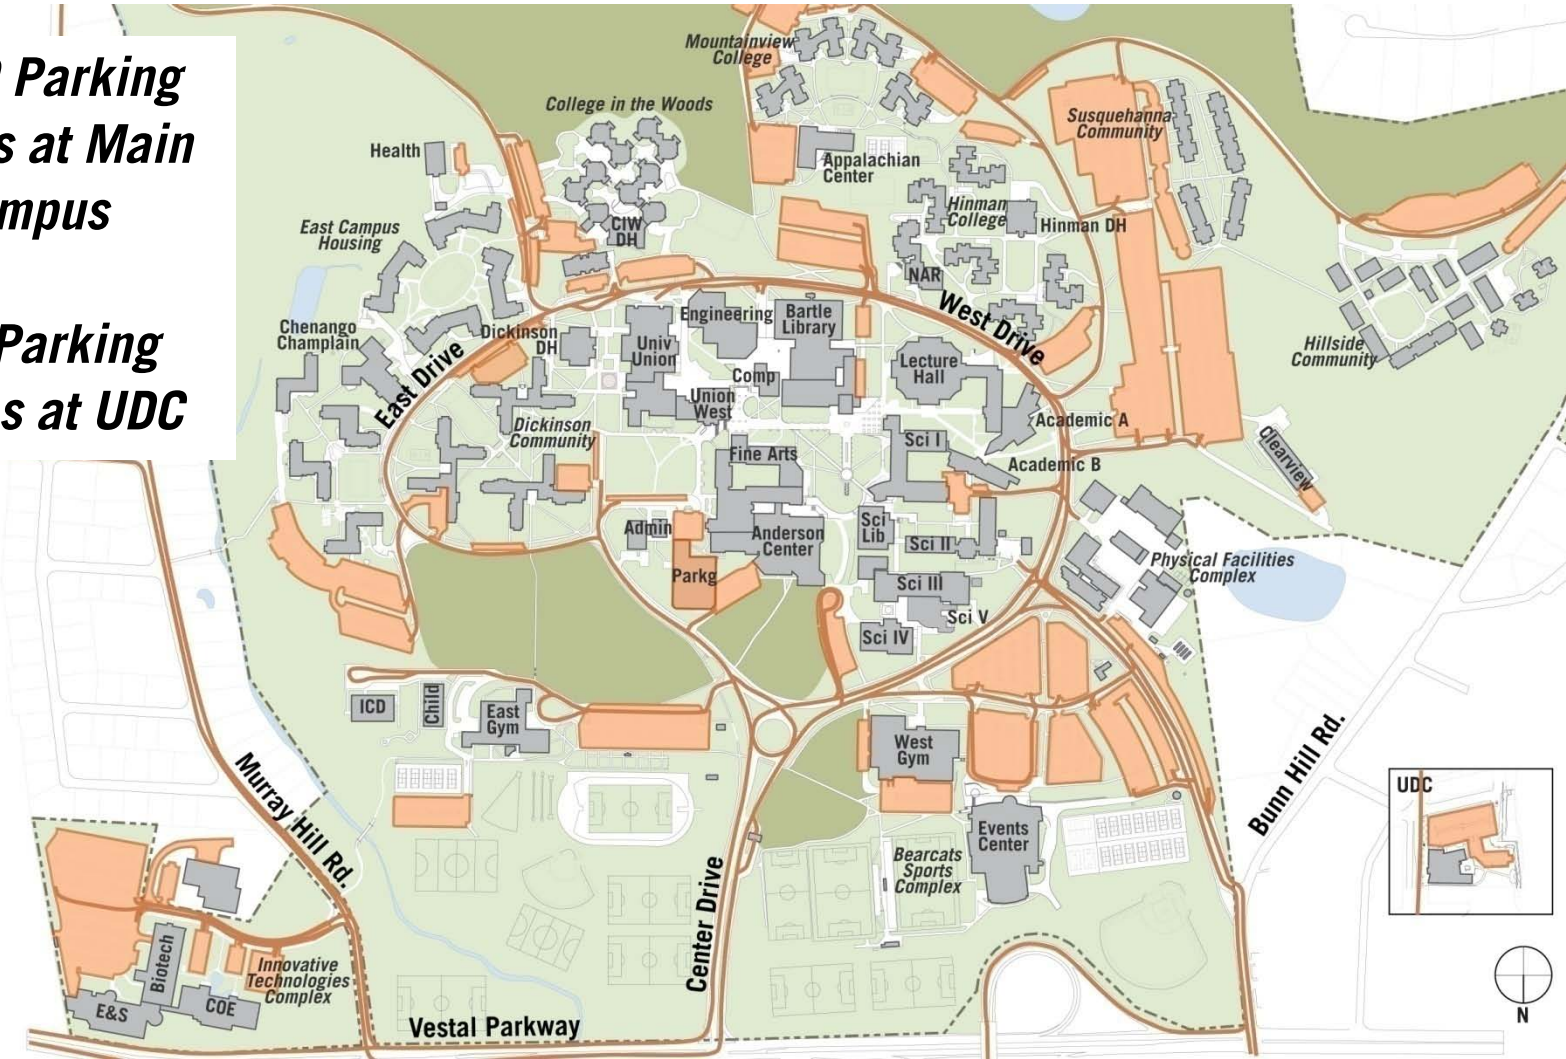 Parking
s at Main
mpus
Parking
s at UDC
Mountainview
College
College in the Woods
Susquehanna
Community
Health
Appalachian
Center
CIW
DH
Hinman
College
Hinman DH
East Campus
Housing
NAR
West Drive
Engineering
Bartle
Library
Chenango
Champlain
Dickinson
DH
Univ
Union
Hillside
Community
East Drive
Comp
Lecture
Hall
Union
West
Academic A
Dickinson
Community
Fine Arts
Sci I
Academic B
Clearview
Admin
Anderson
Center
Sci
Lib
Sci II
Physical Facilities
Complex
Parkg
Sci III
Sci V
Sci IV
ICD
Child
East
Gym
West
Gym
Murray Hill Rd.
Bunn Hill Rd.
UDC
Events
Center
Bearcats
Sports
Complex
Center Drive
Biotech
Innovative
Technologies
Complex
E&S
COE
Vestal Parkway
N